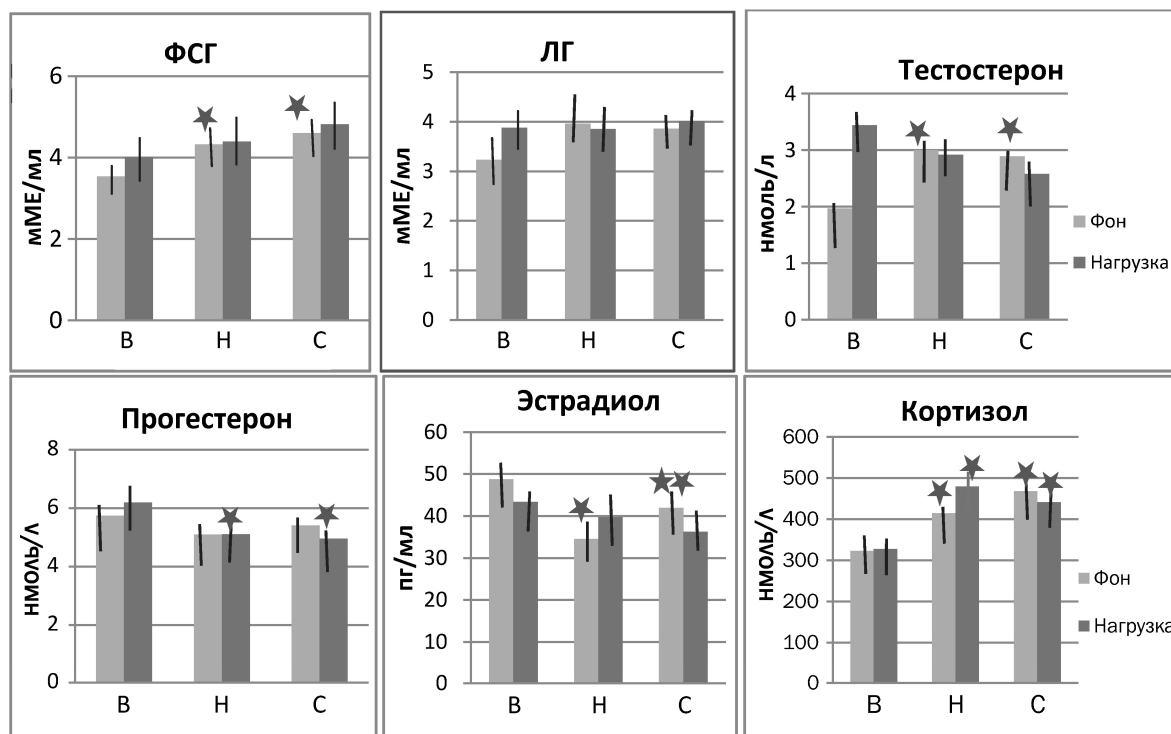 ФСГ
мМЕ/мл
6
4
2
0
В Н С
ЛГ
мМЕ/мл
5
4
3
2
1
0
В Н С
Тестостерон
нмоль/л
4
3
2
1
0
В Н С
Фон
Нагрузка
Прогестерон
нмоль/л
8
6
4
2
0
В Н С
Эстрадиол
пг/мл
60
50
40
30
20
10
0
В Н С
Кортизол
нмоль/л
600
500
400
300
200
100
0
В Н С
Фон
Нагрузка